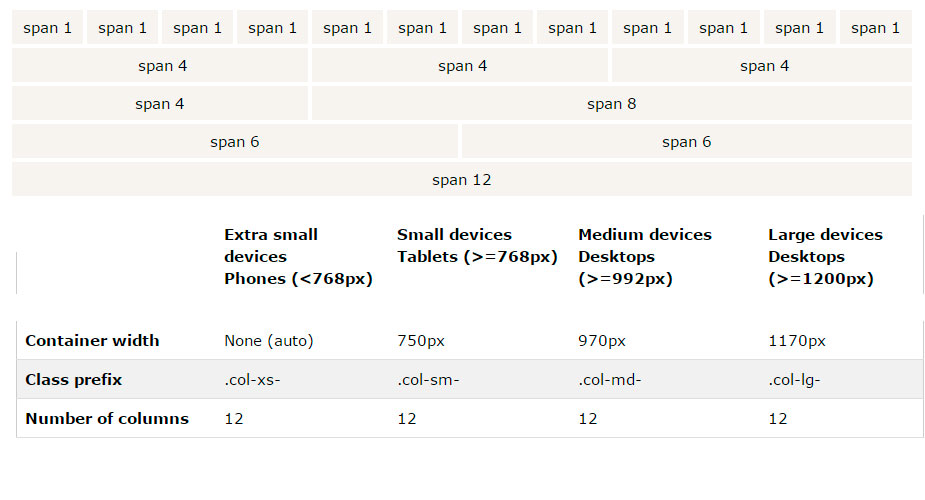 span 1 span 1 span 1 span 1 span 1 span 1 span 1 span 1 span 1 span 1 span 1 span 1
span 4 span 4 span 4
span 4 span 8
span 6 span 6
span 12
Extra small Small devices Medium devices Large devices
devices Tablets (>=768px) Desktops Desktops
Phones (<768px) (>=992px) (>=1200px)
Container width None (auto) 750px 970px 1170px
Class prefix .col-xs- .col-sm- .col-md- .col-lg-
Number of columns 12 12 12 12